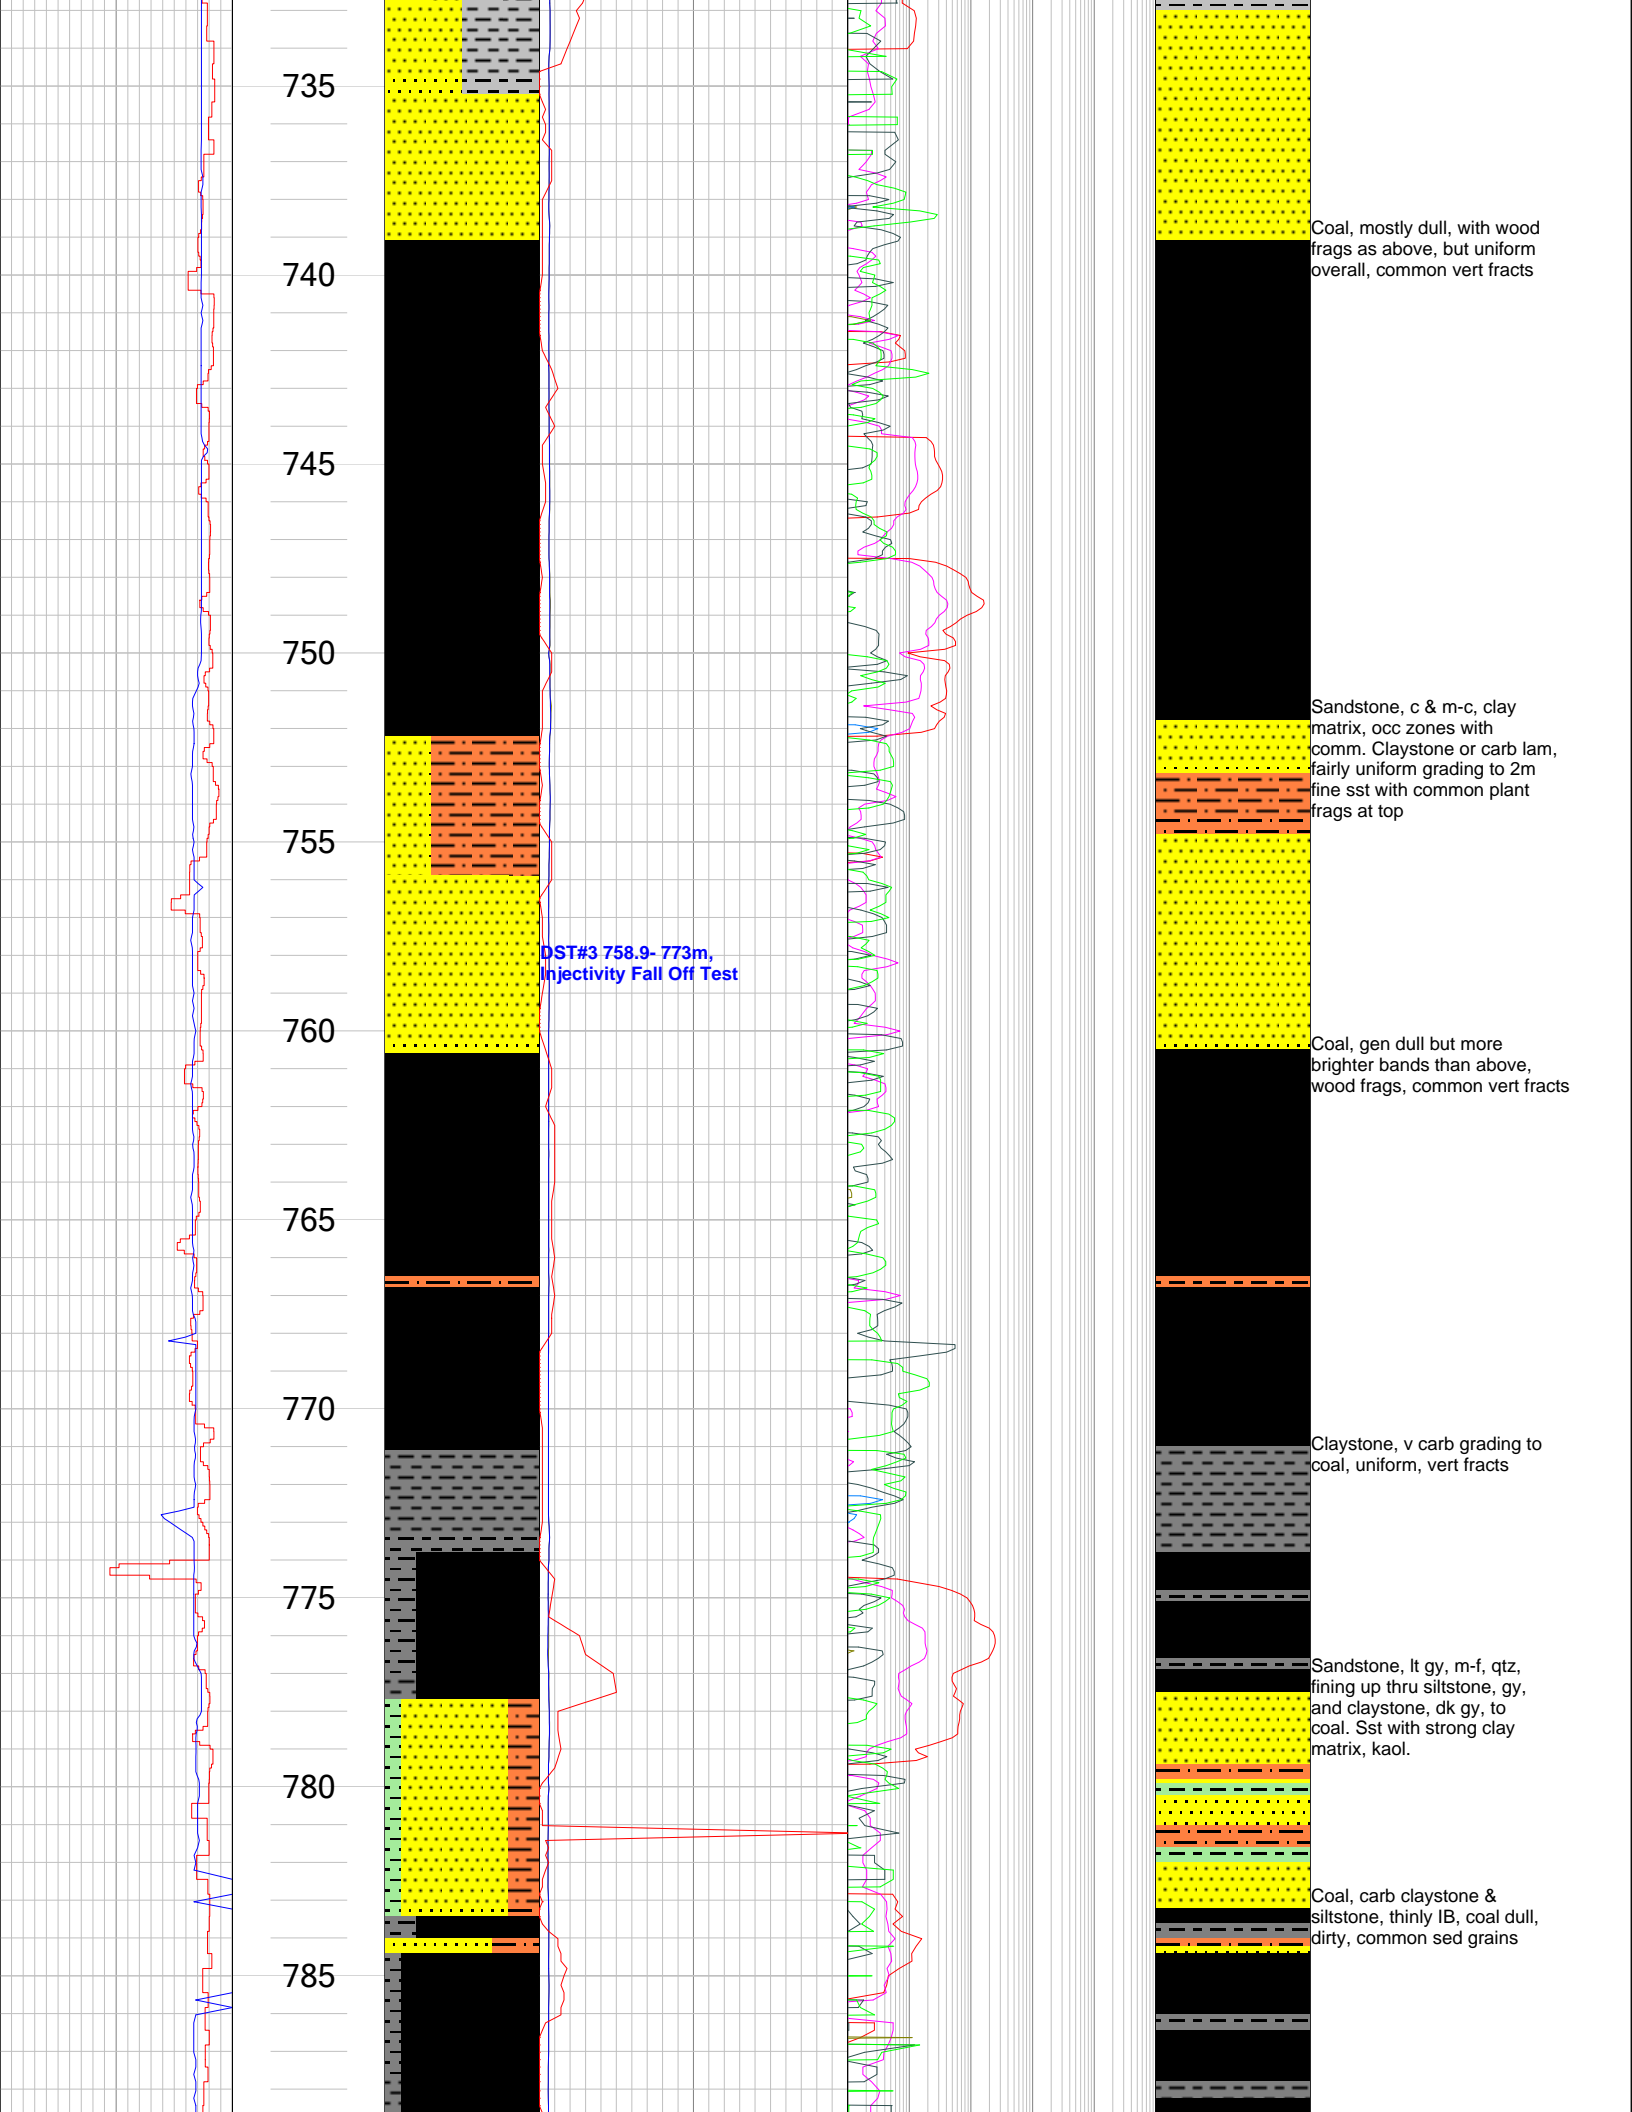 735
Coal, mostly dull, with wood
frags as above, but uniform
overall, common vert fracts
740
745
750
Sandstone, c & m-c, clay
matrix, occ zones with
comm. Claystone or carb lam,
fairly uniform grading to 2m
fine sst with common plant
frags at top
755
DST#3 758.9- 773m,
Injectivity Fall Off Test
760
Coal, gen dull but more
brighter bands than above,
wood frags, common vert fracts
765
770
Claystone, v carb grading to
coal, uniform, vert fracts
775
Sandstone, lt gy, m-f, qtz,
fining up thru siltstone, gy,
and claystone, dk gy, to
coal. Sst with strong clay
matrix, kaol.
780
Coal, carb claystone &
siltstone, thinly IB, coal dull,
dirty, common sed grains
785